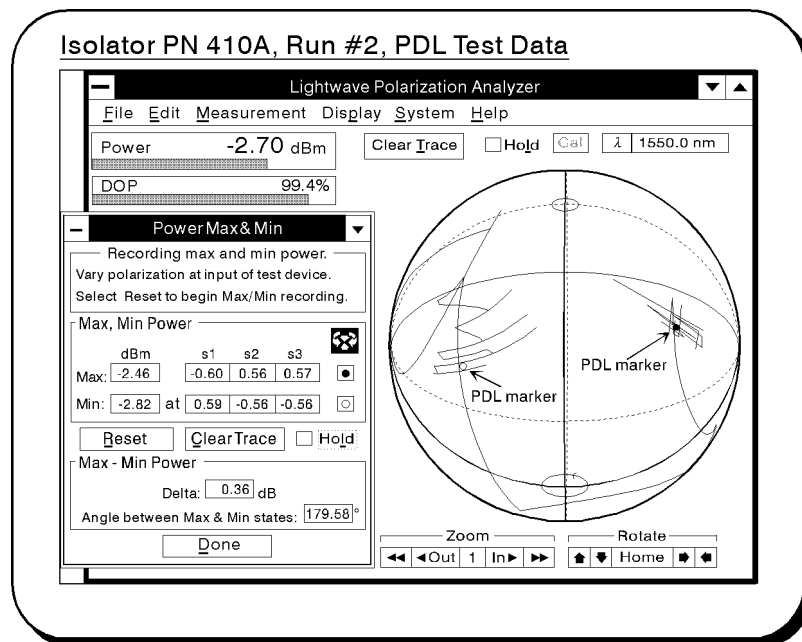 Isolator PN 410A, Run #2, PDL Test Data
Lightwave Polarization Analyzer
File Edit Measurement Display System Help
Power -2.70 dBm
Clear Trace Hold Cal λ 1550.0 nm
DOP 99.4%
Power Max & Min
Recording max and min power.
Vary polarization at input of test device.
Select Reset to begin Max/Min recording.
Max, Min Power
dBm s1 s2 s3
Max: -2.46 -0.60 0.56 0.57
Min: -2.82 at 0.59 -0.56 -0.56
Reset Clear Trace Hold
Max - Min Power
Delta: 0.36 dB
Angle between Max & Min states: 179.58°
Done
PDL marker
PDL marker
Zoom
◄◄ ◄Out 1 In► ►►
Rotate
Home